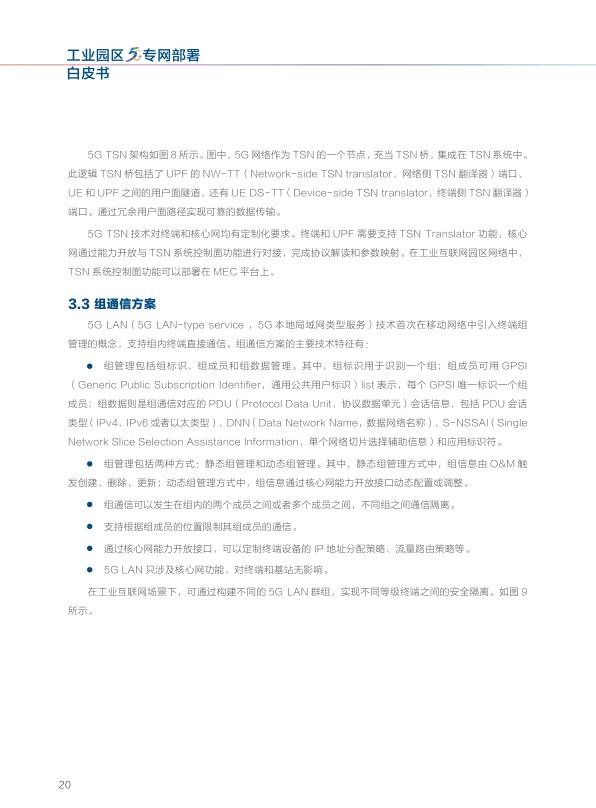 工业园区5G专网部署
白皮书
5G TSN 架构如图 8 所示。图中，5G 网络作为 TSN 的一个节点，充当 TSN 桥，集成在 TSN 系统中。
此逻辑 TSN 桥包括了 UPF 的 NW-TT（Network-side TSN translator，网络侧 TSN 翻译器）端口、
UE 和 UPF 之间的用户面隧道，还有 UE DS-TT（Device-side TSN translator，终端侧 TSN 翻译器）
端口。通过冗余用户面路径实现可靠的数据传输。
5G TSN 技术对终端和核心网均有定制化要求。终端和 UPF 需要支持 TSN Translator 功能，核心
网通过能力开放与 TSN 系统控制面功能进行对接，完成协议解读和参数映射。在工业互联网园区网络中，
TSN 系统控制面功能可以部署在 MEC 平台上。
3.3 组通信方案
5G LAN（5G LAN-type service ，5G 本地局域网类型服务）技术首次在移动网络中引入终端组
管理的概念，支持组内终端直接通信。组通信方案的主要技术特征有：
● 组管理包括组标识、组成员和组数据管理。其中，组标识用于识别一个组；组成员可用 GPSI
（Generic Public Subscription Identifier，通用公共用户标识）list 表示，每个 GPSI 唯一标识一个组
成员；组数据则是组通信对应的 PDU（Protocol Data Unit，协议数据单元）会话信息，包括 PDU 会话
类型（IPv4、IPv6 或者以太类型）、DNN（Data Network Name，数据网络名称）、S-NSSAI（Single
Network Slice Selection Assistance Information，单个网络切片选择辅助信息）和应用标识符。
● 组管理包括两种方式：静态组管理和动态组管理。其中，静态组管理方式中，组信息由 O&M 触
发创建、删除、更新；动态组管理方式中，组信息通过核心网能力开放接口动态配置或调整。
● 组通信可以发生在组内的两个成员之间或者多个成员之间，不同组之间通信隔离。
● 支持根据组成员的位置限制其组成员的通信。
● 通过核心网能力开放接口，可以定制终端设备的 IP 地址分配策略、流量路由策略等。
● 5G LAN 只涉及核心网功能，对终端和基站无影响。
在工业互联网场景下，可通过构建不同的 5G LAN 群组，实现不同等级终端之间的安全隔离。如图 9
所示。
20